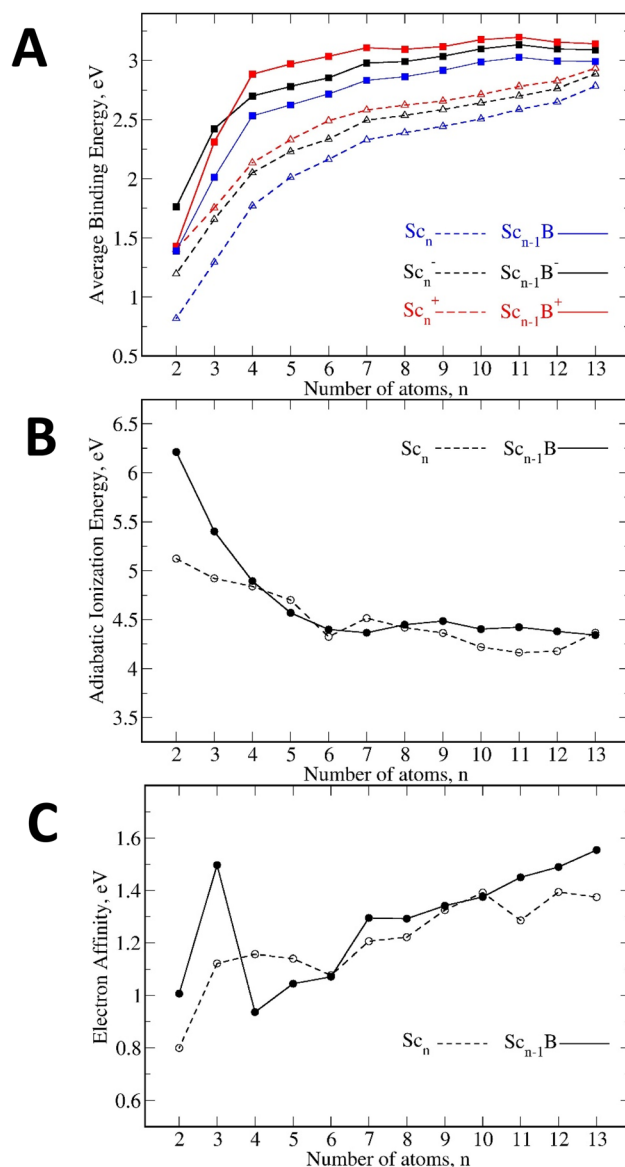 A
Average Binding Energy, eV
3
2.5
2
1.5
1
0.5
Scₙ Scₙ₋₁B
Scₙ⁻ Scₙ₋₁B⁻
Scₙ⁺ Scₙ₋₁B⁺
2 3 4 5 6 7 8 9 10 11 12 13
Number of atoms, n
B
Adiabatic Ionization Energy, eV
6.5
6
5.5
5
4.5
4
3.5
Scₙ Scₙ₋₁B
2 3 4 5 6 7 8 9 10 11 12 13
Number of atoms, n
C
Electron Affinity, eV
1.6
1.4
1.2
1
0.8
0.6
Scₙ Scₙ₋₁B
2 3 4 5 6 7 8 9 10 11 12 13
Number of atoms, n